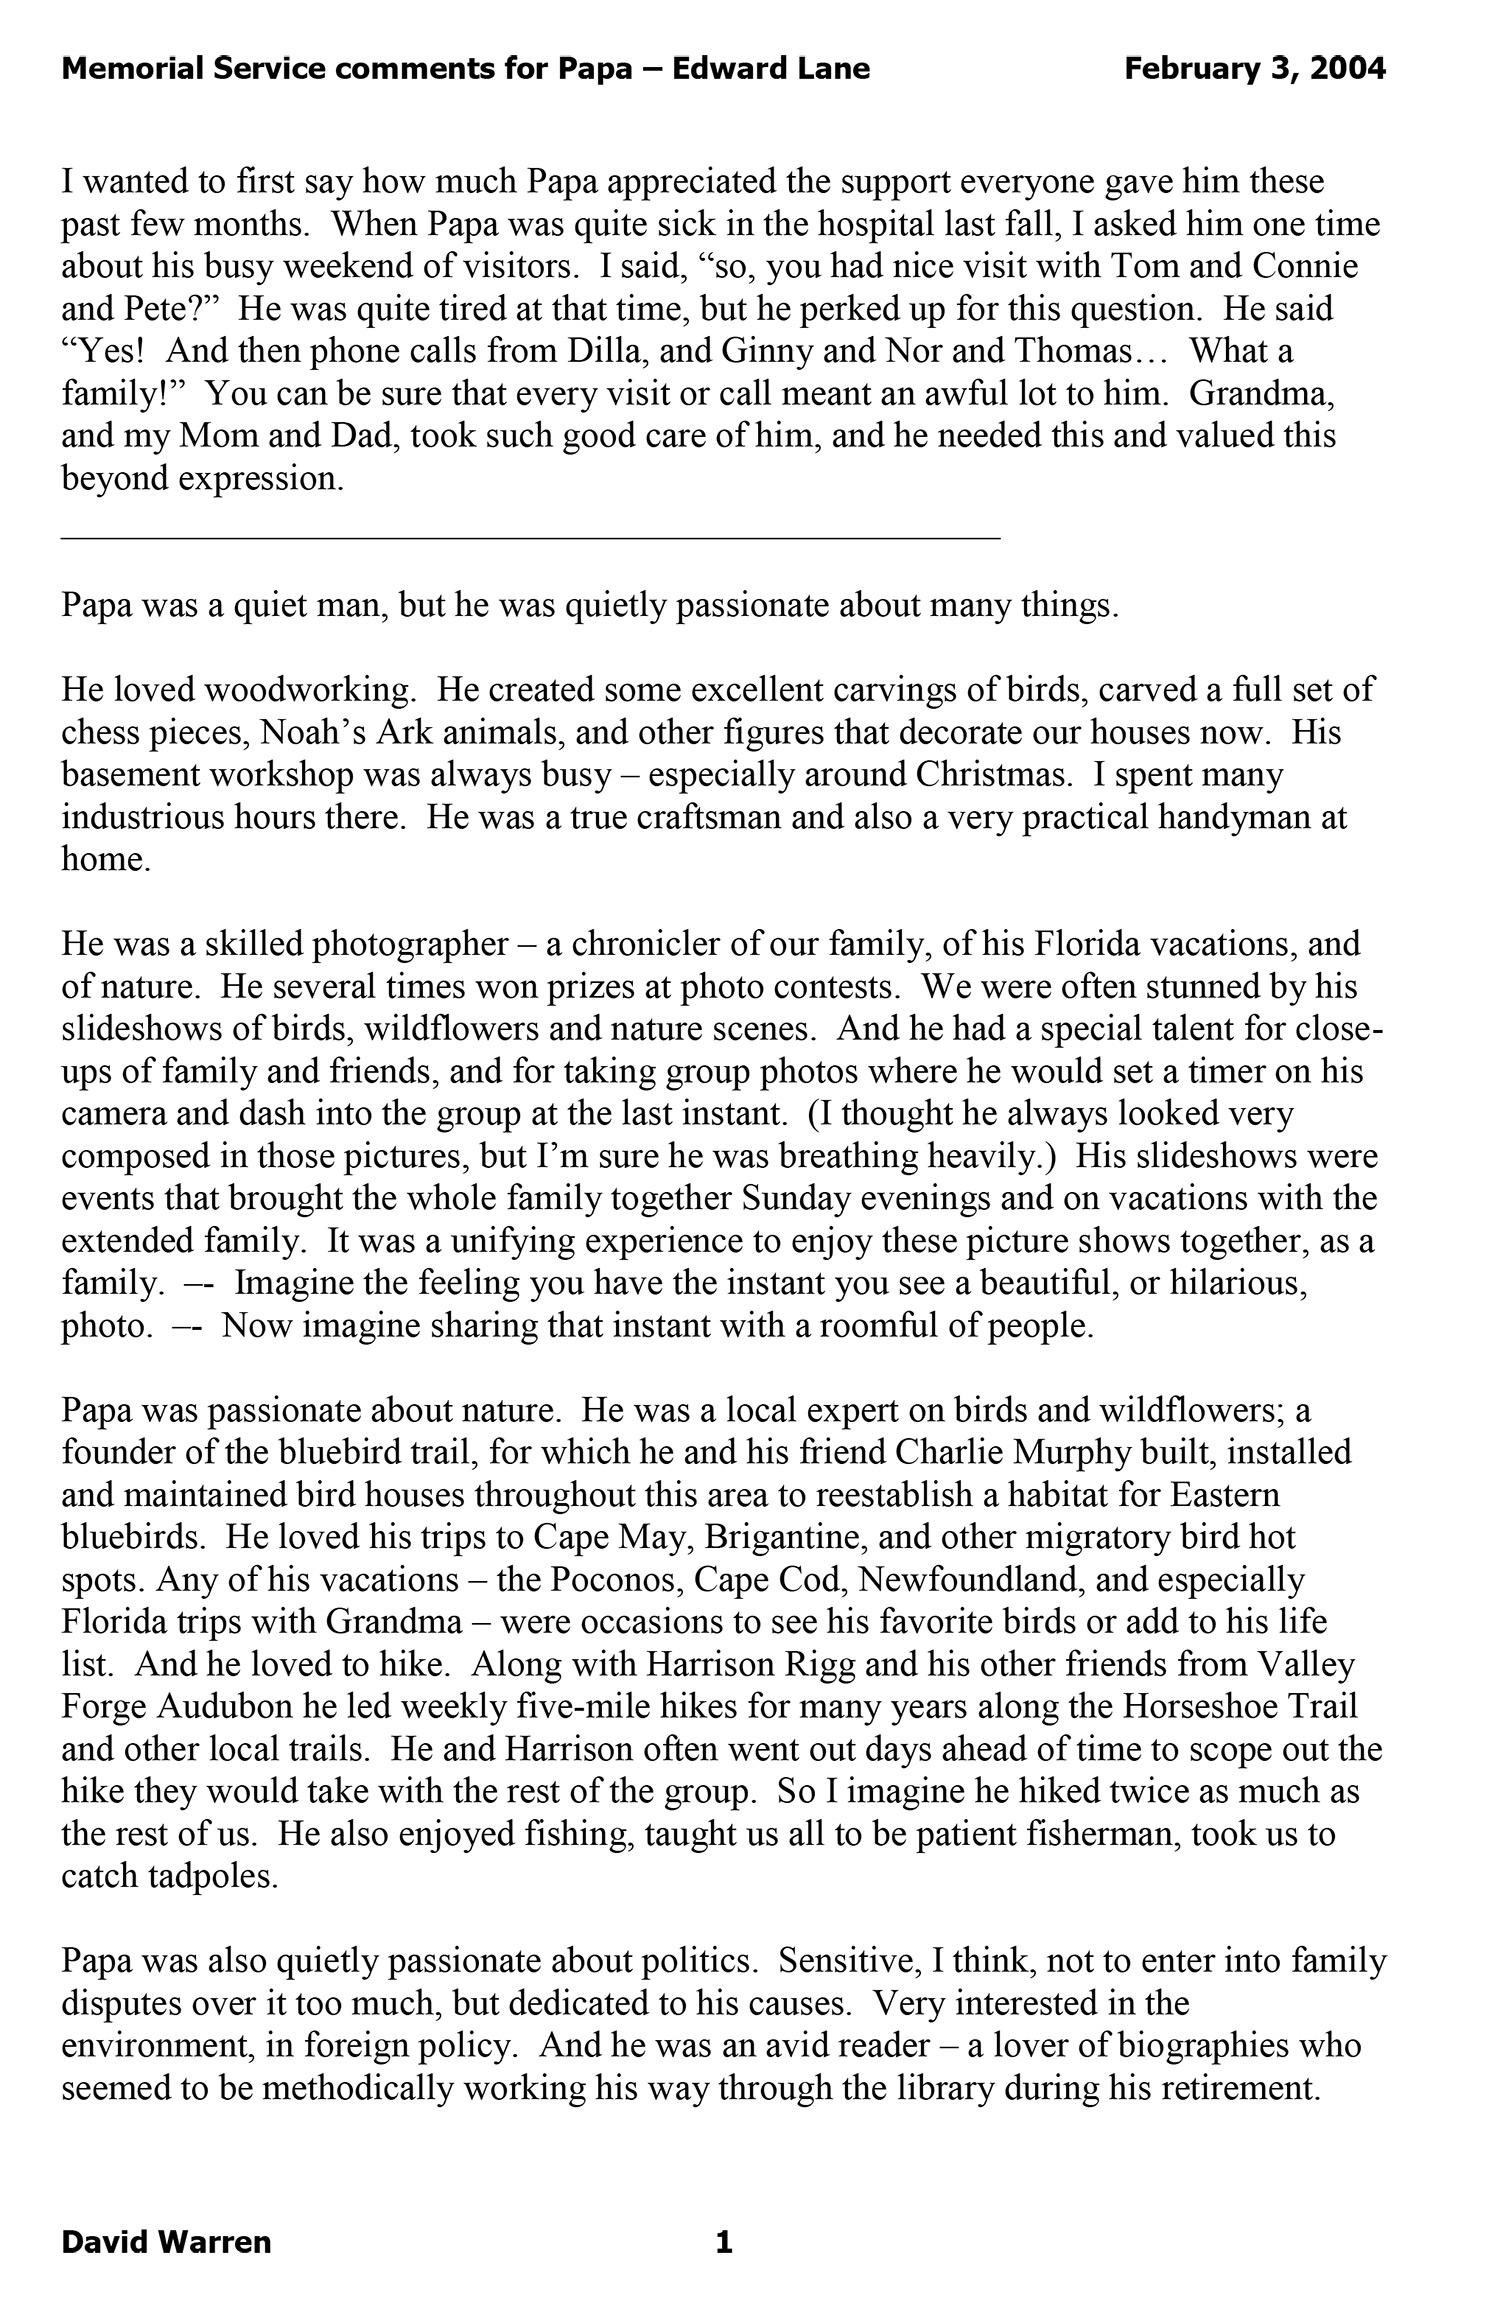 Memorial Service comments for Papa – Edward Lane February 3, 2004
I wanted to first say how much Papa appreciated the support everyone gave him these
past few months.  When Papa was quite sick in the hospital last fall, I asked him one time
about his busy weekend of visitors.  I said, “so, you had nice visit with Tom and Connie
and Pete?”  He was quite tired at that time, but he perked up for this question.  He said
“Yes!  And then phone calls from Dilla, and Ginny and Nor and Thomas…  What a
family!”  You can be sure that every visit or call meant an awful lot to him.  Grandma,
and my Mom and Dad, took such good care of him, and he needed this and valued this
beyond expression.
Papa was a quiet man, but he was quietly passionate about many things.
He loved woodworking.  He created some excellent carvings of birds, carved a full set of
chess pieces, Noah’s Ark animals, and other figures that decorate our houses now.  His
basement workshop was always busy – especially around Christmas.  I spent many
industrious hours there.  He was a true craftsman and also a very practical handyman at
home.
He was a skilled photographer – a chronicler of our family, of his Florida vacations, and
of nature.  He several times won prizes at photo contests.  We were often stunned by his
slideshows of birds, wildflowers and nature scenes.  And he had a special talent for close-
ups of family and friends, and for taking group photos where he would set a timer on his
camera and dash into the group at the last instant.  (I thought he always looked very
composed in those pictures, but I’m sure he was breathing heavily.)  His slideshows were
events that brought the whole family together Sunday evenings and on vacations with the
extended family.  It was a unifying experience to enjoy these picture shows together, as a
family.  –-  Imagine the feeling you have the instant you see a beautiful, or hilarious,
photo.  –-  Now imagine sharing that instant with a roomful of people.
Papa was passionate about nature.  He was a local expert on birds and wildflowers; a
founder of the bluebird trail, for which he and his friend Charlie Murphy built, installed
and maintained bird houses throughout this area to reestablish a habitat for Eastern
bluebirds.  He loved his trips to Cape May, Brigantine, and other migratory bird hot
spots. Any of his vacations – the Poconos, Cape Cod, Newfoundland, and especially
Florida trips with Grandma – were occasions to see his favorite birds or add to his life
list.  And he loved to hike.  Along with Harrison Rigg and his other friends from Valley
Forge Audubon he led weekly five-mile hikes for many years along the Horseshoe Trail
and other local trails.  He and Harrison often went out days ahead of time to scope out the
hike they would take with the rest of the group.  So I imagine he hiked twice as much as
the rest of us.  He also enjoyed fishing, taught us all to be patient fisherman, took us to
catch tadpoles.
Papa was also quietly passionate about politics.  Sensitive, I think, not to enter into family
disputes over it too much, but dedicated to his causes.  Very interested in the
environment, in foreign policy.  And he was an avid reader – a lover of biographies who
seemed to be methodically working his way through the library during his retirement.
David Warren 1